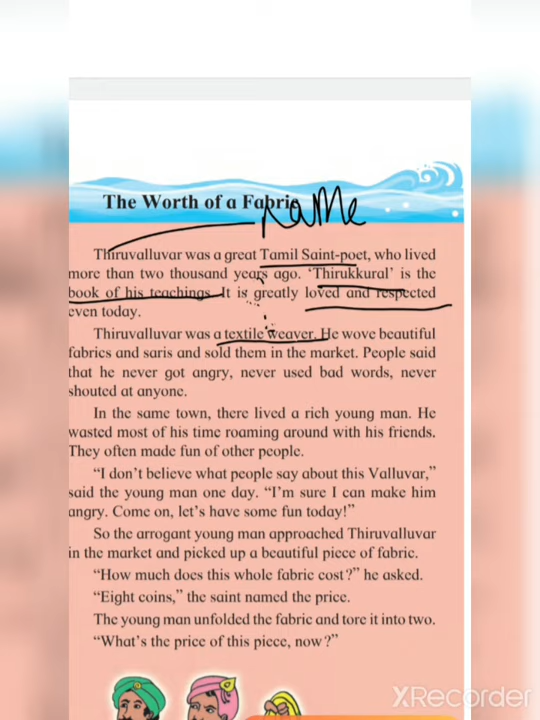 The Worth of a Fabric
Name
Thiruvalluvar was a great Tamil Saint-poet, who lived
more than two thousand years ago. ‘Thirukkural’ is the
book of his teachings. It is greatly loved and respected
even today.
Thiruvalluvar was a textile weaver. He wove beautiful
fabrics and saris and sold them in the market. People said
that he never got angry, never used bad words, never
shouted at anyone.
In the same town, there lived a rich young man. He
wasted most of his time roaming around with his friends.
They often made fun of other people.
“I don’t believe what people say about this Valluvar,”
said the young man one day. “I’m sure I can make him
angry. Come on, let’s have some fun today!”
So the arrogant young man approached Thiruvalluvar
in the market and picked up a beautiful piece of fabric.
“How much does this whole fabric cost?” he asked.
“Eight coins,” the saint named the price.
The young man unfolded the fabric and tore it into two.
“What’s the price of this piece, now?”
XRecorder